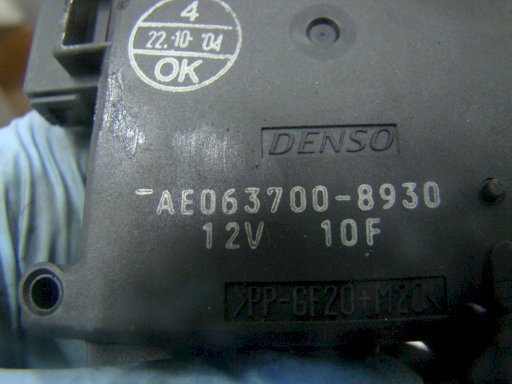 4
22.-10-'04
OK
DENSO
AE063700-8930
12V 10F
>PP-GF20+M20<